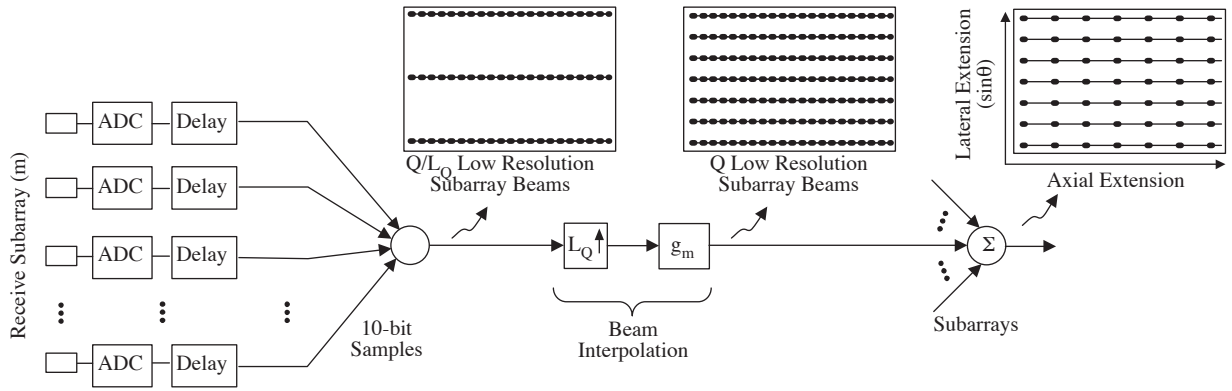 Receive Subarray (m)
ADC
Delay
ADC
Delay
ADC
Delay
ADC
Delay
10-bit
Samples
Q/L_Q Low Resolution
Subarray Beams
L_Q
g_m
Beam
Interpolation
Q Low Resolution
Subarray Beams
Σ
Subarrays
Lateral Extension
(sinθ)
Axial Extension